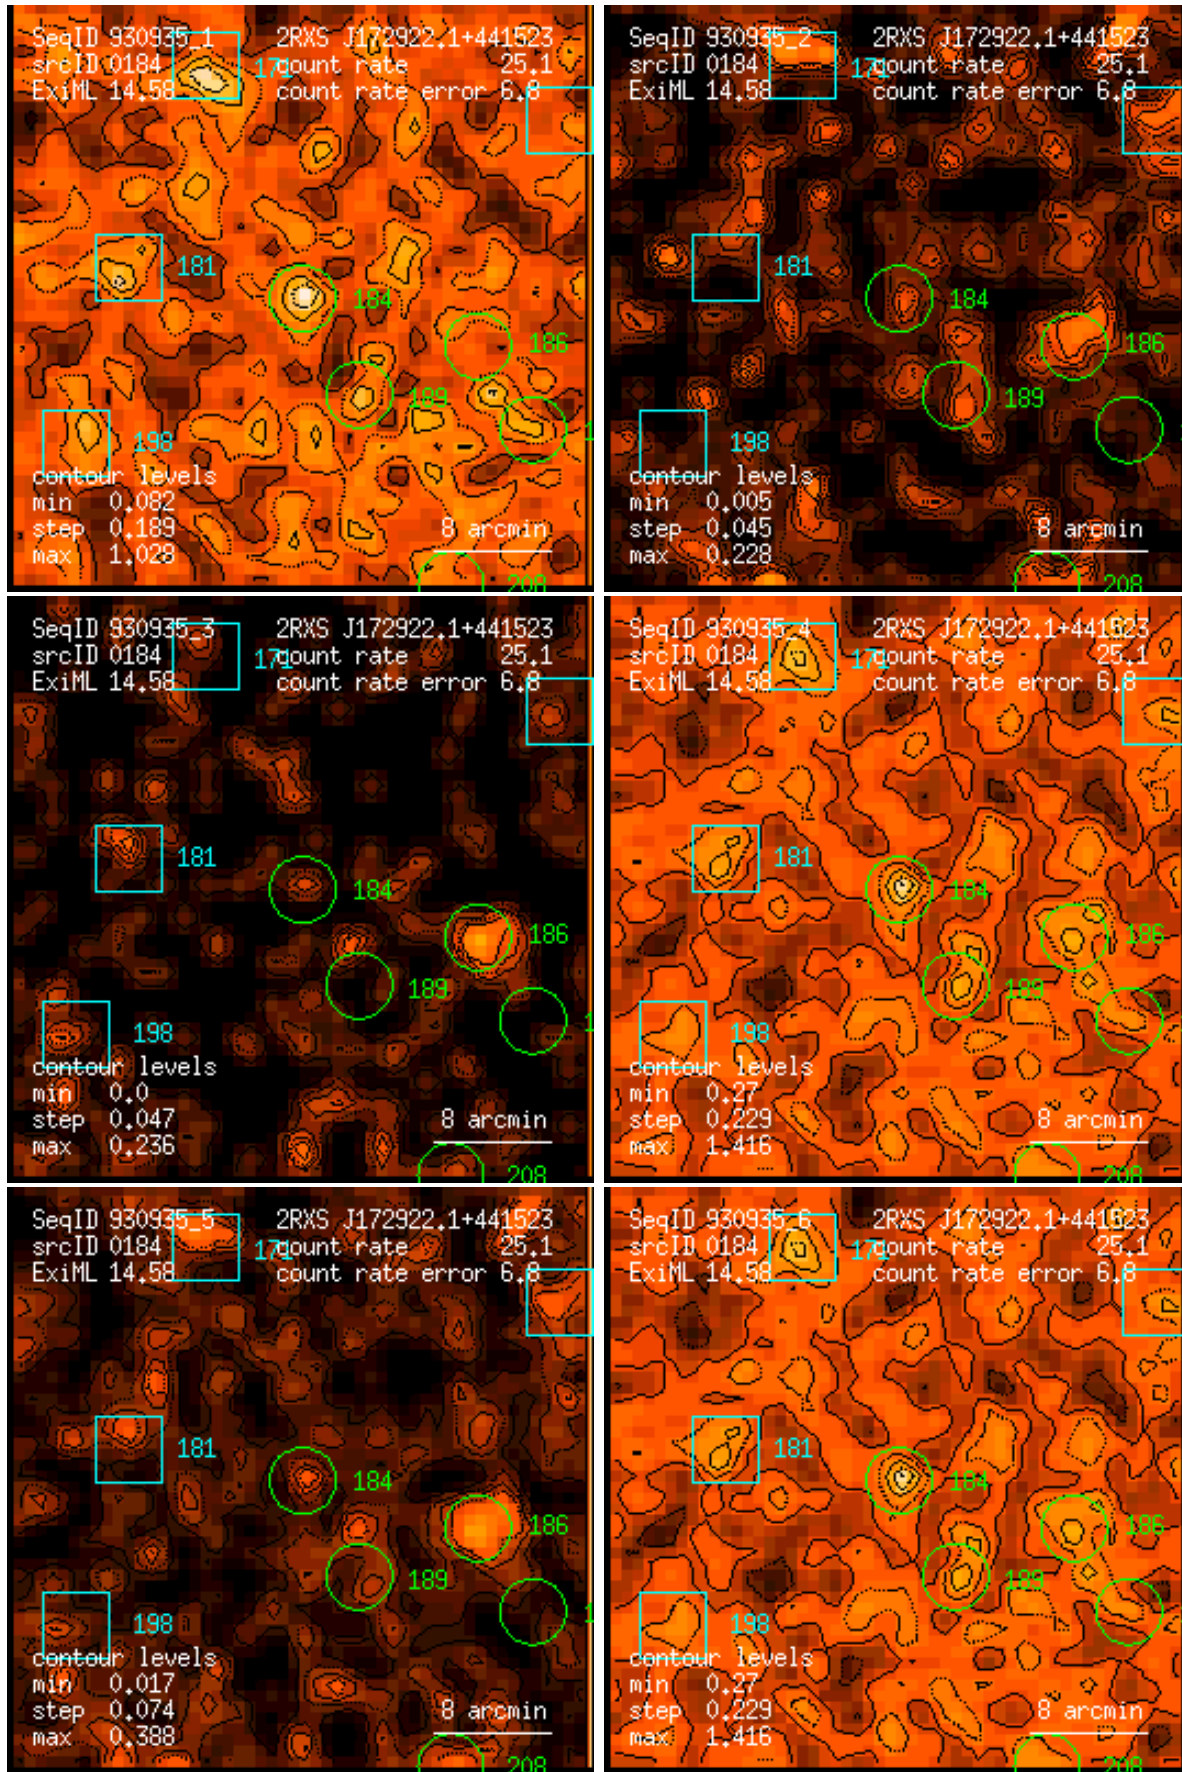 SeqID 930935_1 2RXS J172922.1+441523
srcID 0184 171 count rate 25.1
ExiML 14.58 count rate error 6.8
181
184
186
189
198
contour levels
min 0.082
step 0.189 8 arcmin
max 1.028
208
SeqID 930935_2 2RXS J172922.1+441523
srcID 0184 171 count rate 25.1
ExiML 14.58 count rate error 6.8
181
184
186
189
198
contour levels
min 0.005
step 0.045 8 arcmin
max 0.228
208
SeqID 930935_3 2RXS J172922.1+441523
srcID 0184 171 count rate 25.1
ExiML 14.58 count rate error 6.8
181
184
186
189
198
contour levels
min 0.0
step 0.047 8 arcmin
max 0.236
208
SeqID 930935_4 2RXS J172922.1+441523
srcID 0184 171 count rate 25.1
ExiML 14.58 count rate error 6.8
181
184
186
189
198
contour levels
min 0.27
step 0.229 8 arcmin
max 1.416
208
SeqID 930935_5 2RXS J172922.1+441523
srcID 0184 171 count rate 25.1
ExiML 14.58 count rate error 6.8
181
184
186
189
198
contour levels
min 0.017
step 0.074 8 arcmin
max 0.388
208
SeqID 930935_6 2RXS J172922.1+441523
srcID 0184 171 count rate 25.1
ExiML 14.58 count rate error 6.8
181
184
186
189
198
contour levels
min 0.27
step 0.229 8 arcmin
max 1.416
208